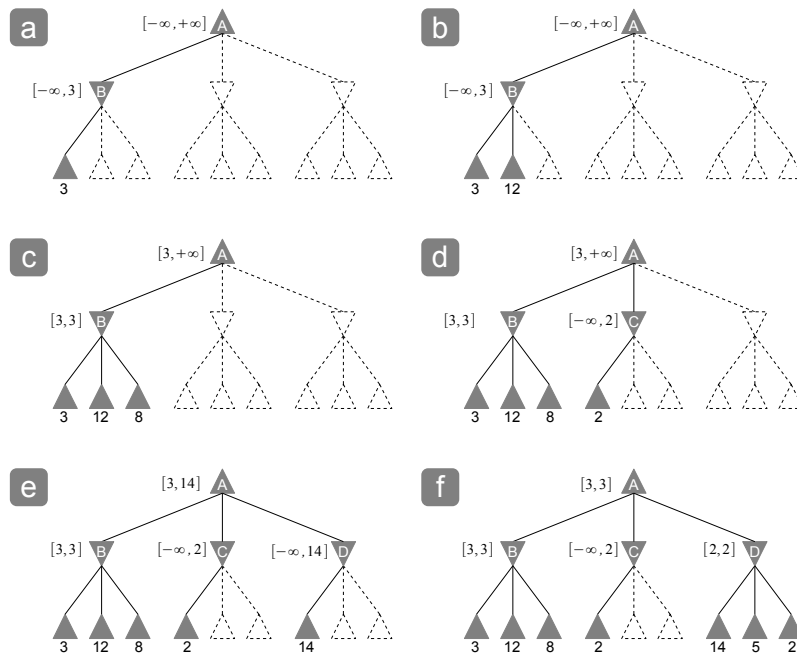 a
[−∞, +∞] A
[−∞, 3] B
3
b
[−∞, +∞] A
[−∞, 3] B
3 12
c
[3, +∞] A
[3, 3] B
3 12 8
d
[3, +∞] A
[3, 3] B [−∞, 2] C
3 12 8 2
e
[3, 14] A
[3, 3] B [−∞, 2] C [−∞, 14] D
3 12 8 2 14
f
[3, 3] A
[3, 3] B [−∞, 2] C [2, 2] D
3 12 8 2 14 5 2